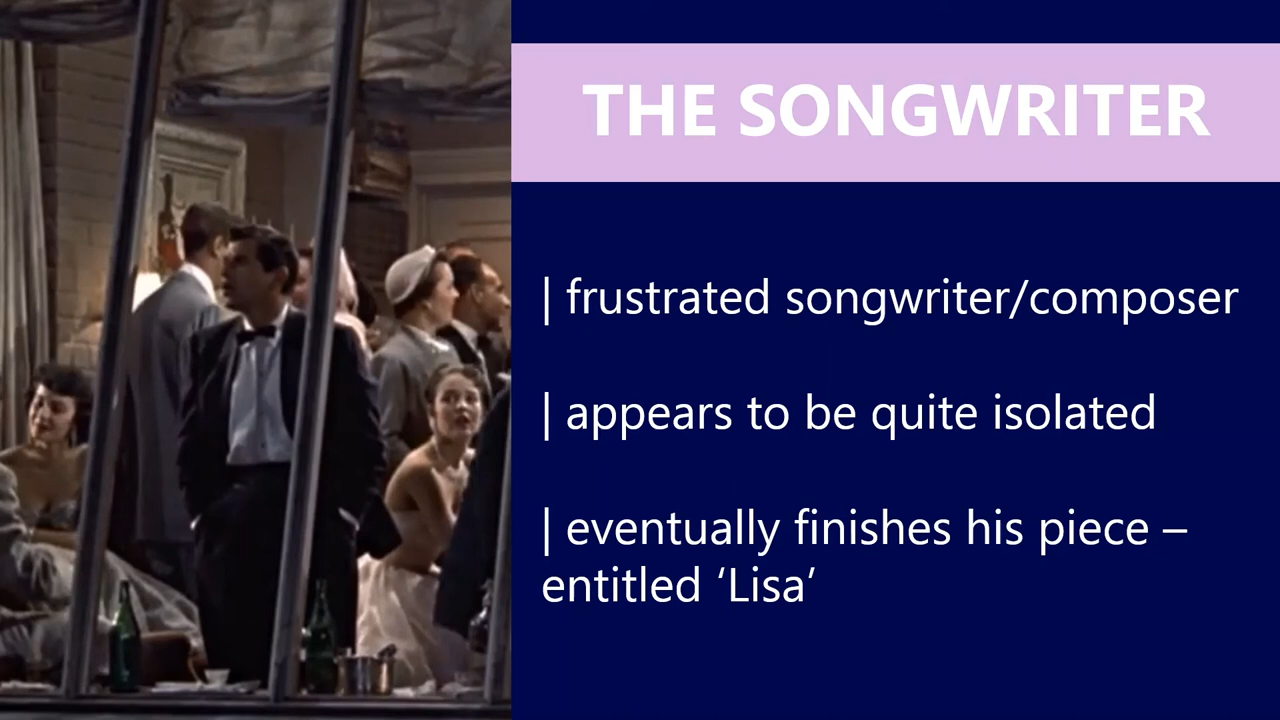 THE SONGWRITER
| frustrated songwriter/composer
| appears to be quite isolated
| eventually finishes his piece –
entitled ‘Lisa’